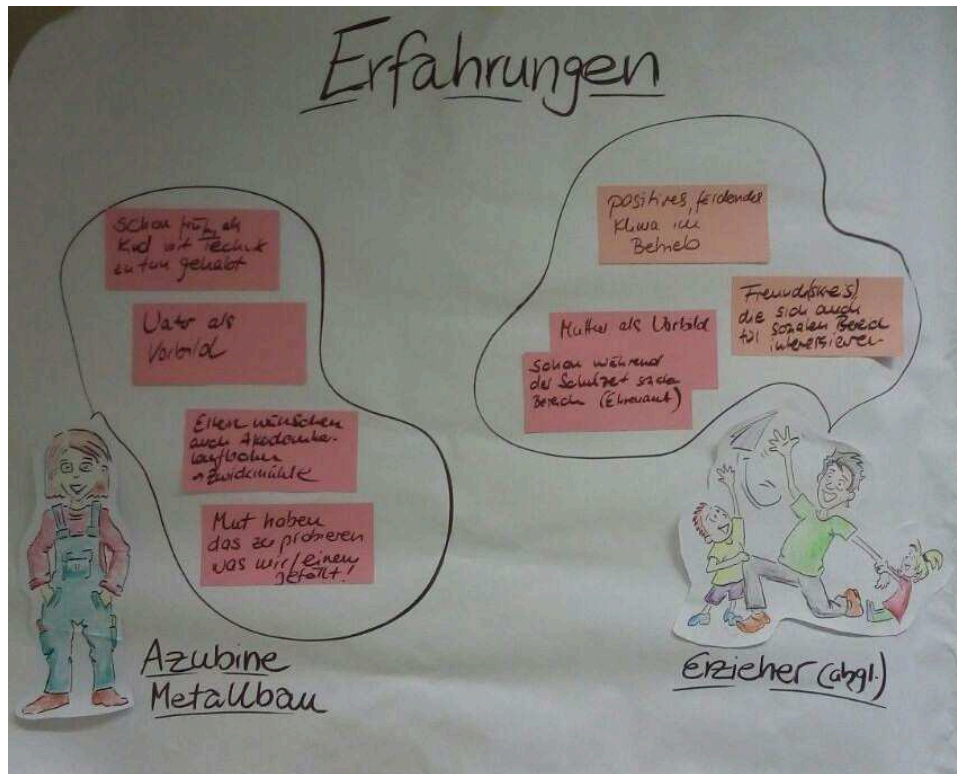 Erfahrungen
schon früh, als
Kind mit Technik
zu tun gehabt
Vater als
Vorbild
Eltern wünschen
auch Akademiker-
laufbahn
→ Zwickmühle
Mut haben
das zu probieren
was mir/einem
gefällt!
Azubine
Metallbau
positives, förderndes
Klima im
Betrieb
Freund(skreis)
die sich auch
für sozialen Bereich
interessieren
Mutter als Vorbild
schon während
der Schulzeit
Bereich (Ehrenamt)
Erzieher (abgl.)